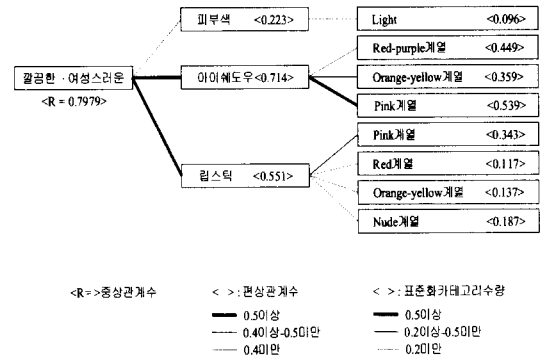 피부색 <0.223>
Light <0.096>
Red-purple계열 <0.449>
깔끔한 · 여성스러운
아이쉐도우<0.714>
Orange-yellow계열 <0.359>
<R = 0.7979>
Pink계열 <0.539>
Pink계열 <0.343>
립스틱 <0.551>
Red계열 <0.117>
Orange-yellow계열 <0.137>
Nude계열 <0.187>
<R=>중상관계수
< >: 편상관계수
< >: 표준화카테고리수량
0.5이상
0.5이상
0.4이상-0.5미만
0.2이상-0.5미만
0.4미만
0.2미만